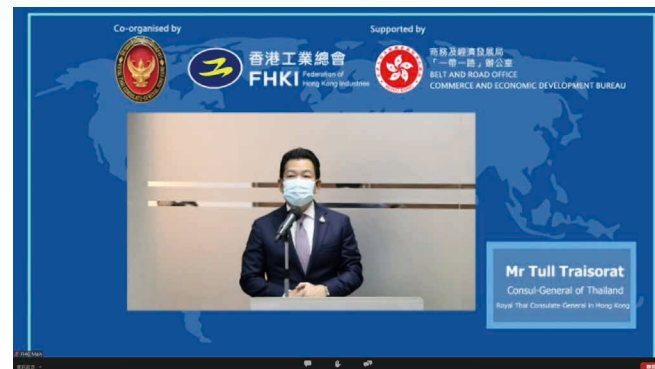 Co-organised by
Supported by
香港工業總會
FHKI Federation of
Hong Kong Industries
商務及經濟發展局
「一帶一路」辦公室
BELT AND ROAD OFFICE
COMMERCE AND ECONOMIC DEVELOPMENT BUREAU
Mr Tull Traisorat
Consul-General of Thailand
Royal Thai Consulate-General in Hong Kong
FHKI Main